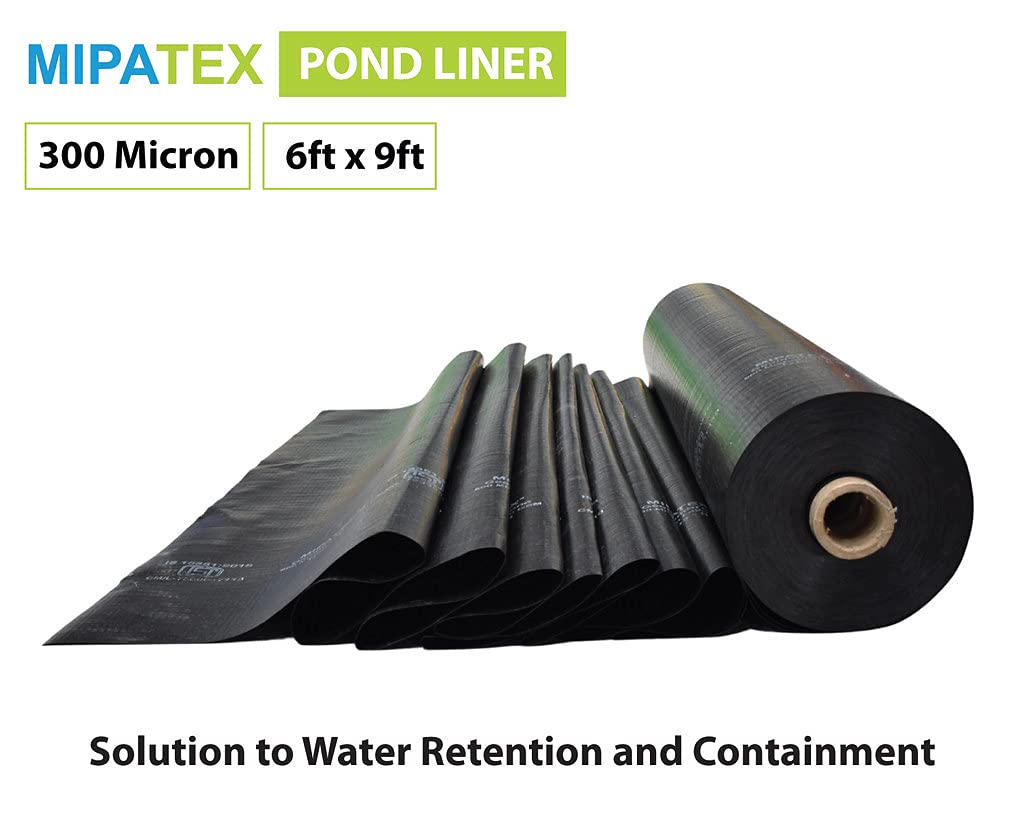 MIPATEX POND LINER
300 Micron 6ft x 9ft
Solution to Water Retention and Containment